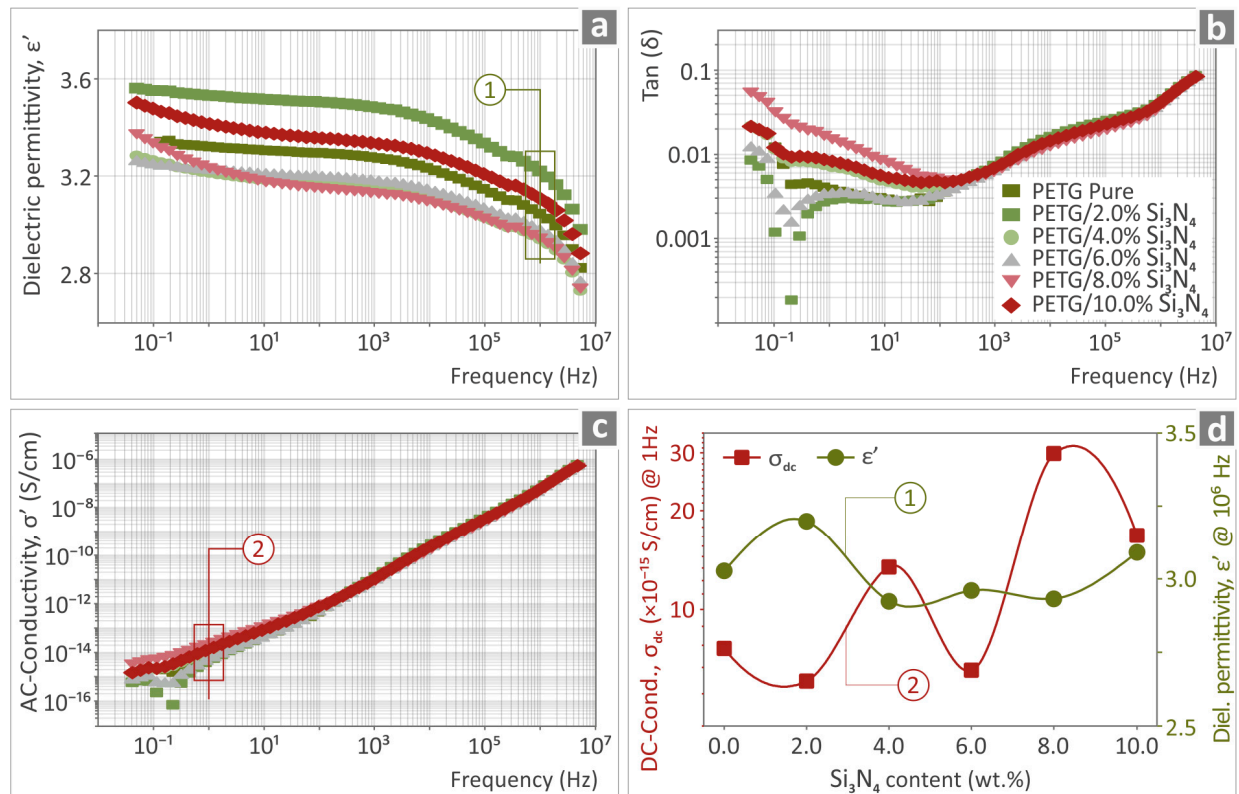 a
Dielectric permittivity, ε’
3.6
3.2
2.8
1
10⁻¹ 10¹ 10³ 10⁵ 10⁷
Frequency (Hz)
b
Tan (δ)
0.1
0.01
0.001
PETG Pure
PETG/2.0% Si₃N₄
PETG/4.0% Si₃N₄
PETG/6.0% Si₃N₄
PETG/8.0% Si₃N₄
PETG/10.0% Si₃N₄
10⁻¹ 10¹ 10³ 10⁵ 10⁷
Frequency (Hz)
c
AC-Conductivity, σ’ (S/cm)
10⁻⁶
10⁻⁸
10⁻¹⁰
10⁻¹²
10⁻¹⁴
10⁻¹⁶
2
10⁻¹ 10¹ 10³ 10⁵ 10⁷
Frequency (Hz)
d
DC-Cond., σdc (×10⁻¹⁵ S/cm) @ 1Hz
30
20
10
σdc ε’
1
2
3.5
3.0
2.5
Diel. permittivity, ε’ @ 10⁶ Hz
0.0 2.0 4.0 6.0 8.0 10.0
Si₃N₄ content (wt.%)